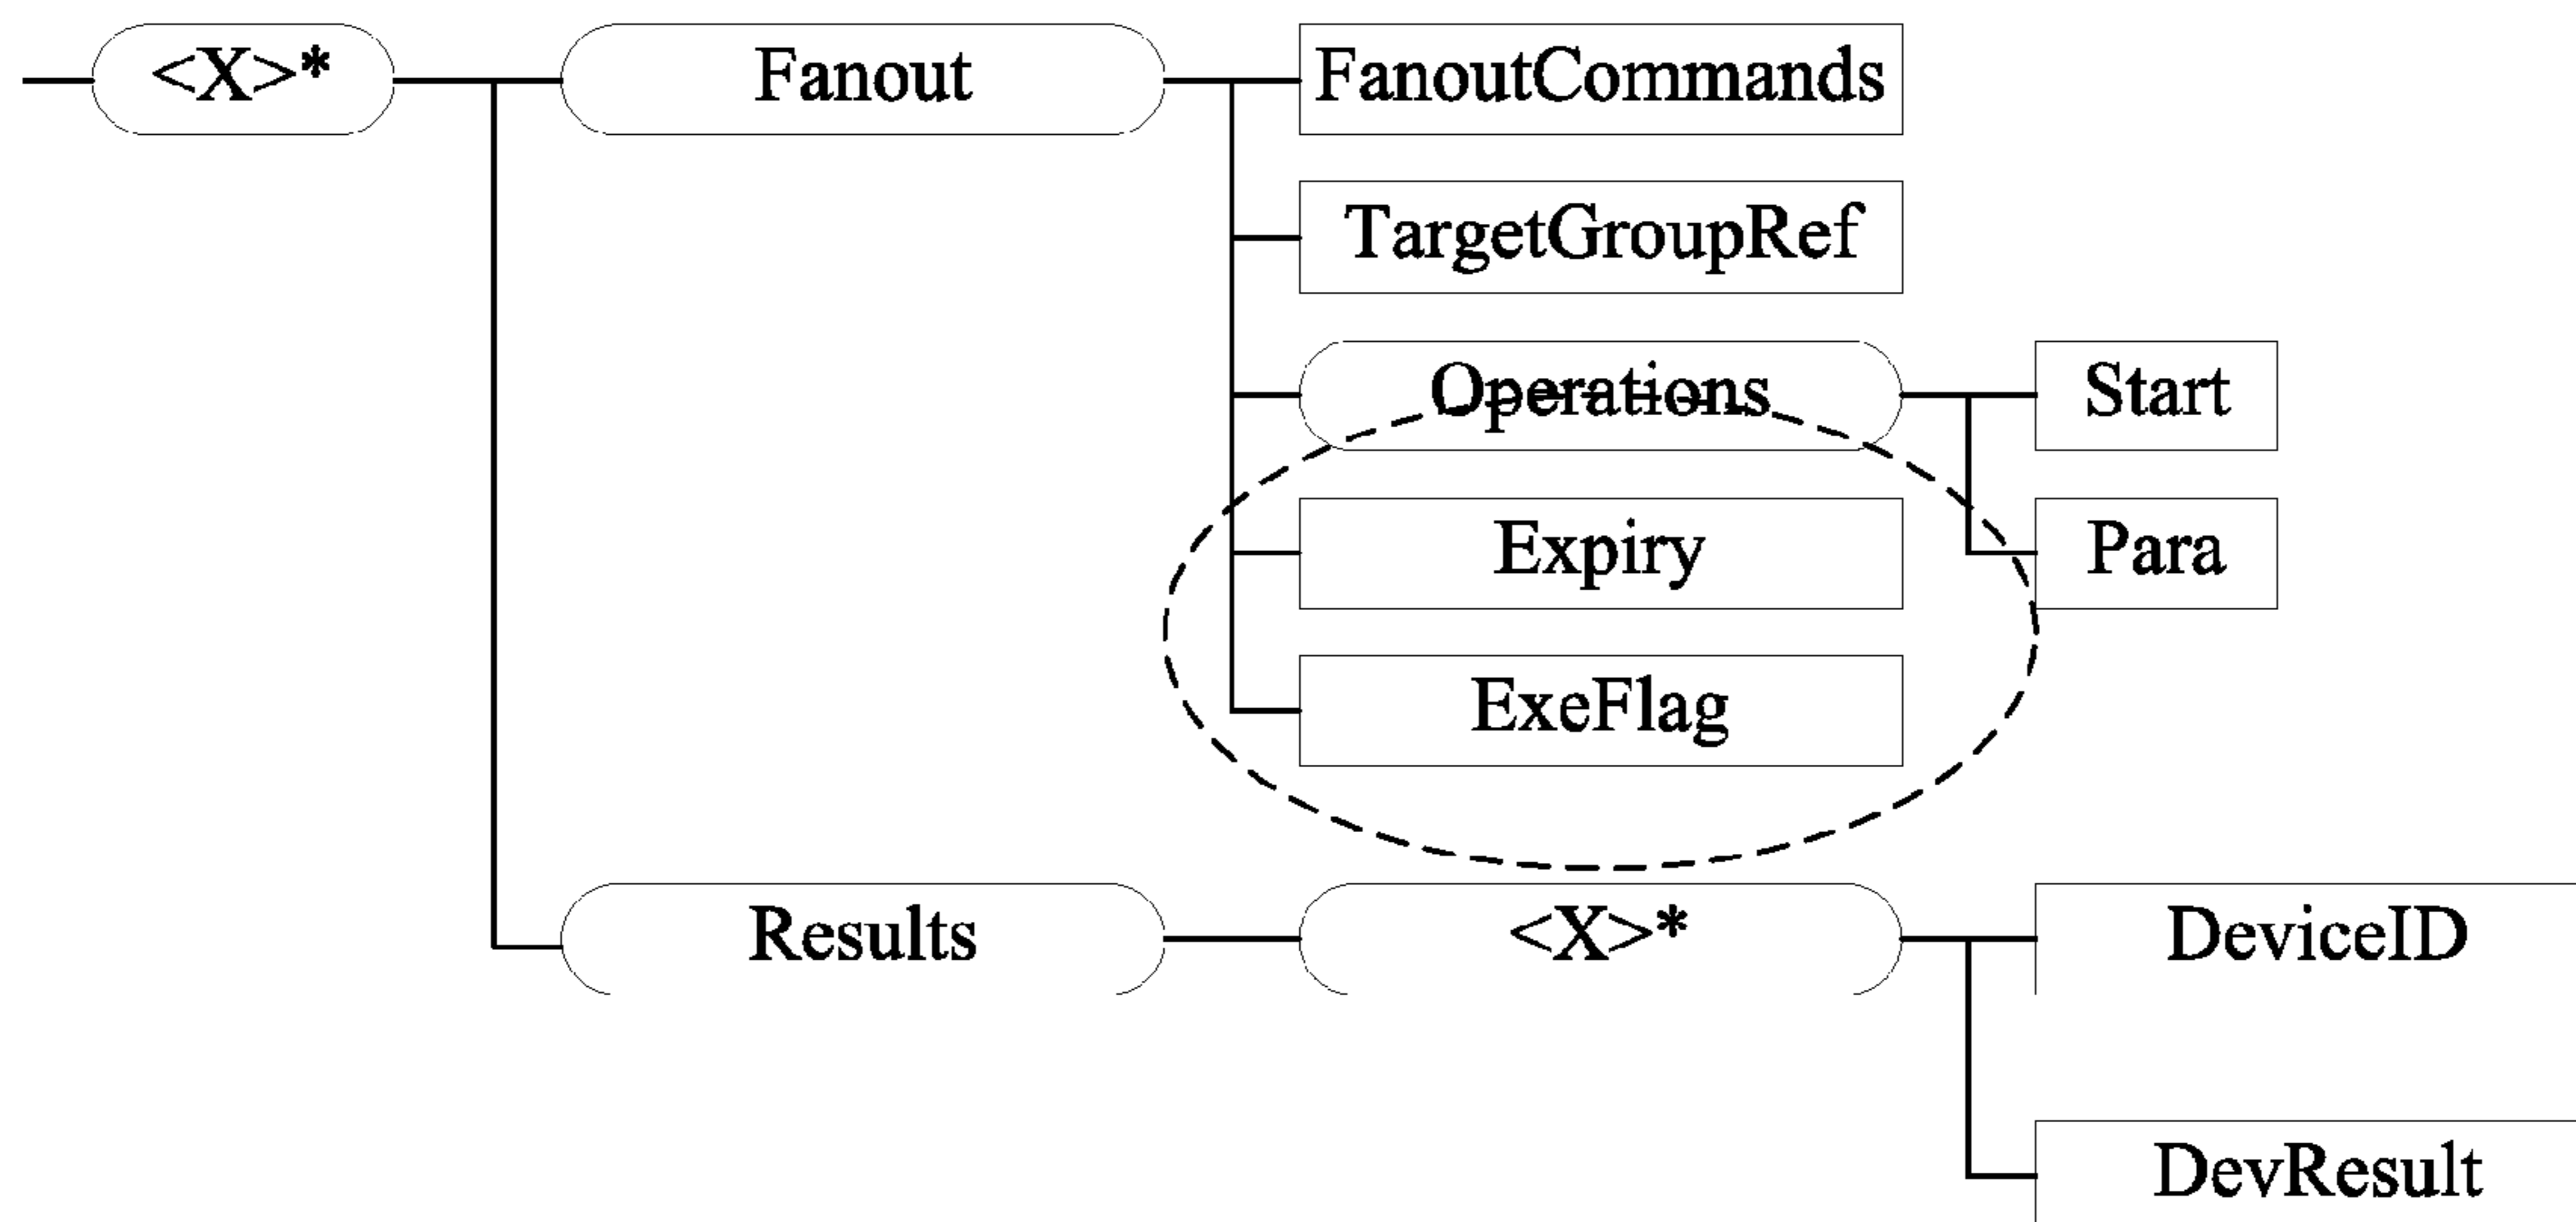 <X>*
Fanout
FanoutCommands
TargetGroupRef
Operations
Start
Expiry
Para
ExeFlag
Results
<X>*
DeviceID
DevResult